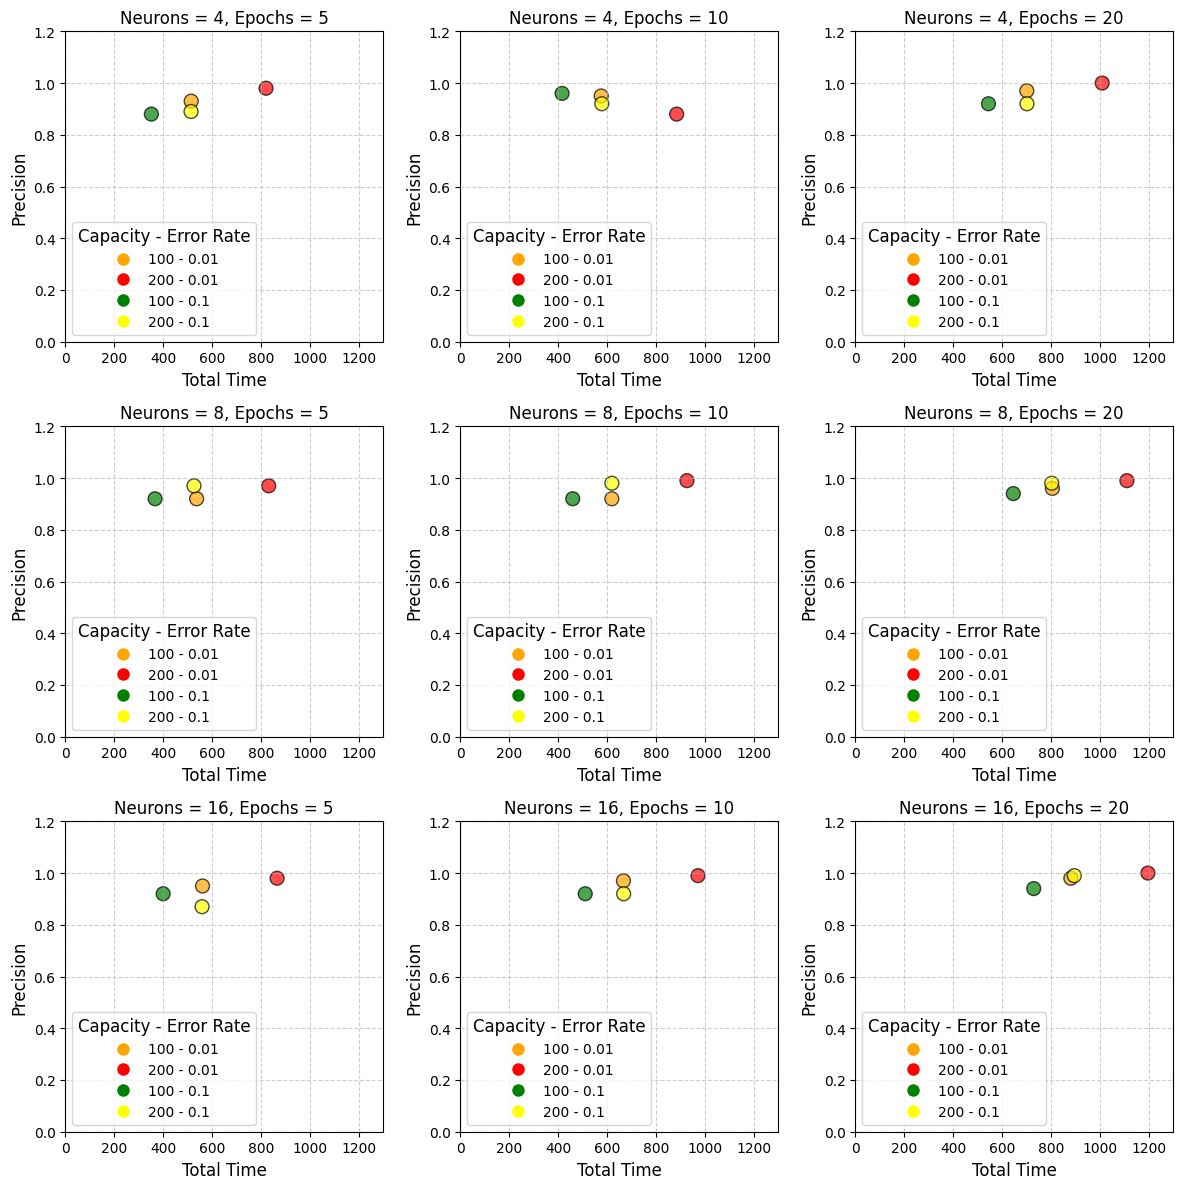 Neurons = 4, Epochs = 5
Precision
1.2
1.0
0.8
0.6
0.4
0.2
0.0
Capacity - Error Rate
100 - 0.01
200 - 0.01
100 - 0.1
200 - 0.1
0 200 400 600 800 1000 1200
Total Time
Neurons = 4, Epochs = 10
Precision
1.2
1.0
0.8
0.6
0.4
0.2
0.0
Capacity - Error Rate
100 - 0.01
200 - 0.01
100 - 0.1
200 - 0.1
0 200 400 600 800 1000 1200
Total Time
Neurons = 4, Epochs = 20
Precision
1.2
1.0
0.8
0.6
0.4
0.2
0.0
Capacity - Error Rate
100 - 0.01
200 - 0.01
100 - 0.1
200 - 0.1
0 200 400 600 800 1000 1200
Total Time
Neurons = 8, Epochs = 5
Precision
1.2
1.0
0.8
0.6
0.4
0.2
0.0
Capacity - Error Rate
100 - 0.01
200 - 0.01
100 - 0.1
200 - 0.1
0 200 400 600 800 1000 1200
Total Time
Neurons = 8, Epochs = 10
Precision
1.2
1.0
0.8
0.6
0.4
0.2
0.0
Capacity - Error Rate
100 - 0.01
200 - 0.01
100 - 0.1
200 - 0.1
0 200 400 600 800 1000 1200
Total Time
Neurons = 8, Epochs = 20
Precision
1.2
1.0
0.8
0.6
0.4
0.2
0.0
Capacity - Error Rate
100 - 0.01
200 - 0.01
100 - 0.1
200 - 0.1
0 200 400 600 800 1000 1200
Total Time
Neurons = 16, Epochs = 5
Precision
1.2
1.0
0.8
0.6
0.4
0.2
0.0
Capacity - Error Rate
100 - 0.01
200 - 0.01
100 - 0.1
200 - 0.1
0 200 400 600 800 1000 1200
Total Time
Neurons = 16, Epochs = 10
Precision
1.2
1.0
0.8
0.6
0.4
0.2
0.0
Capacity - Error Rate
100 - 0.01
200 - 0.01
100 - 0.1
200 - 0.1
0 200 400 600 800 1000 1200
Total Time
Neurons = 16, Epochs = 20
Precision
1.2
1.0
0.8
0.6
0.4
0.2
0.0
Capacity - Error Rate
100 - 0.01
200 - 0.01
100 - 0.1
200 - 0.1
0 200 400 600 800 1000 1200
Total Time